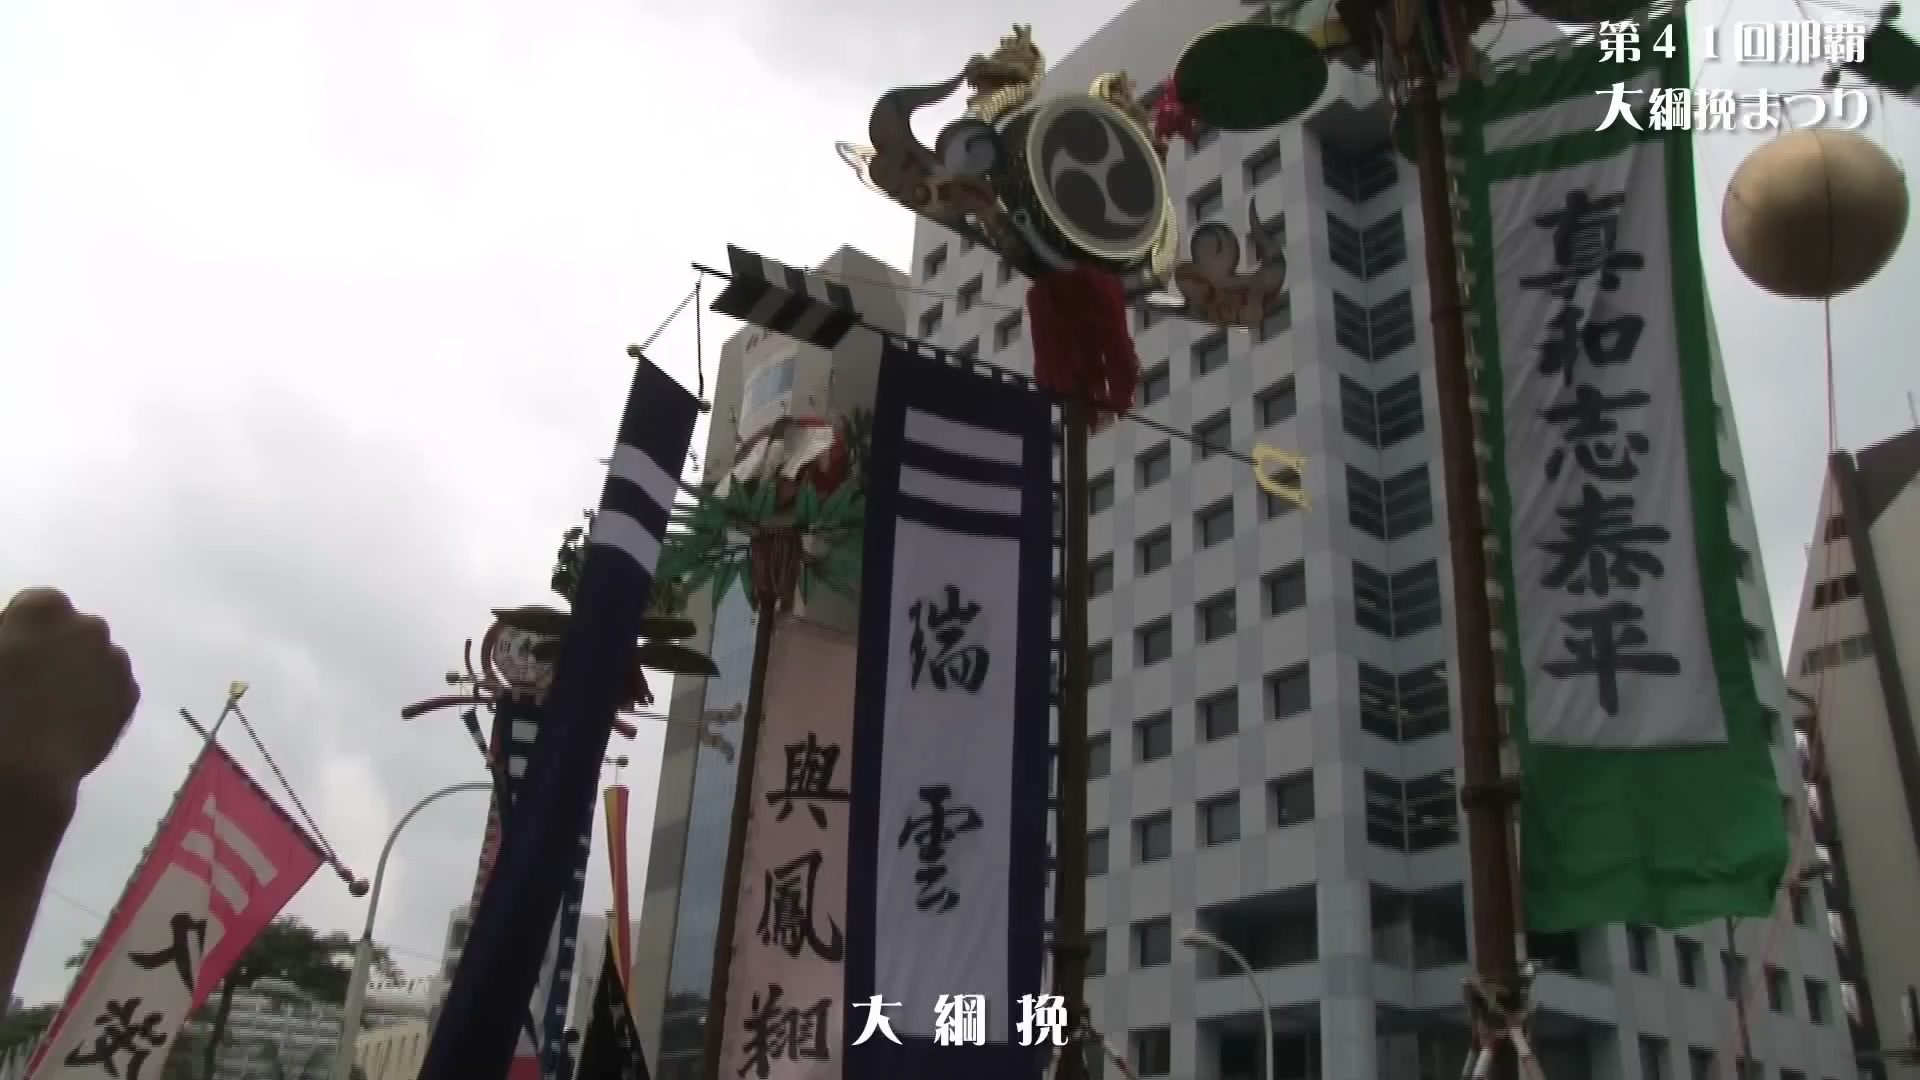 第41回那覇
大綱挽まつり
真和志泰平
瑞雲
與鳳翔
大綱挽